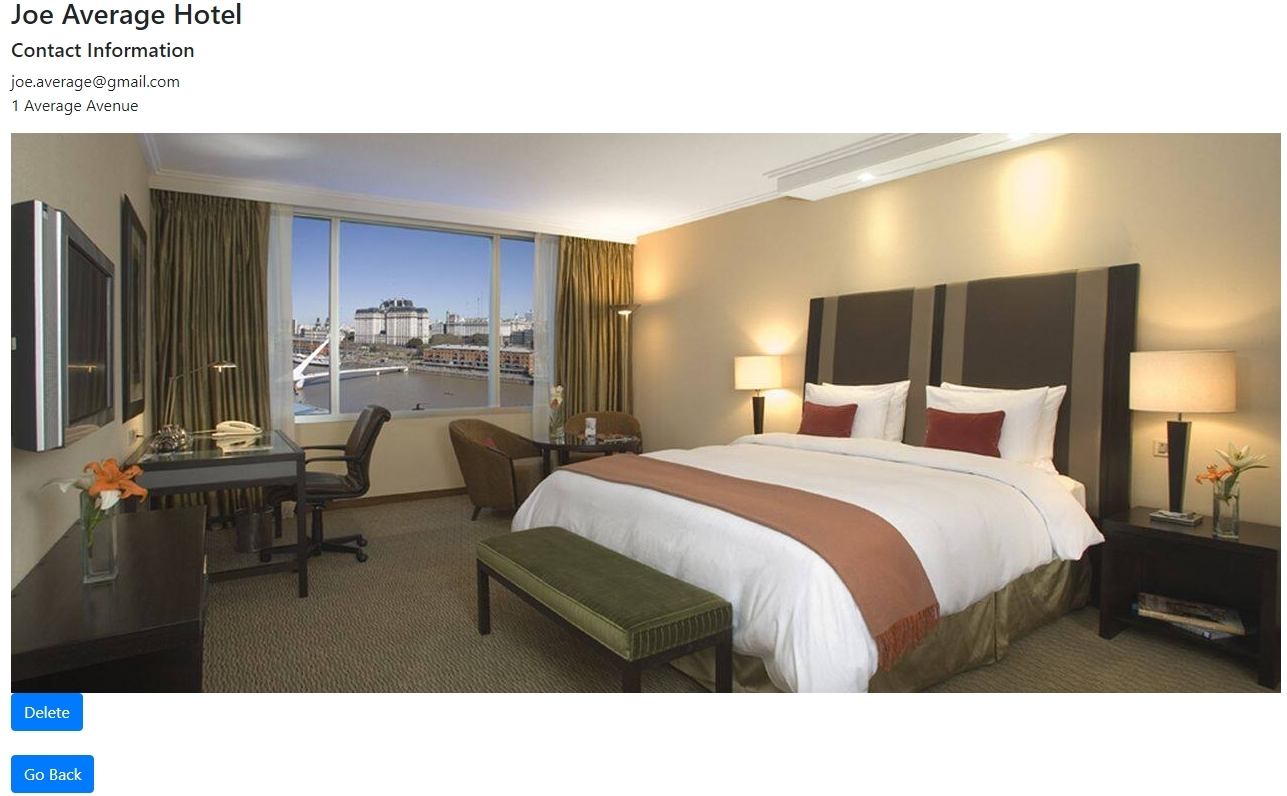 Joe Average Hotel
Contact Information
joe.average@gmail.com
1 Average Avenue
Delete
Go Back